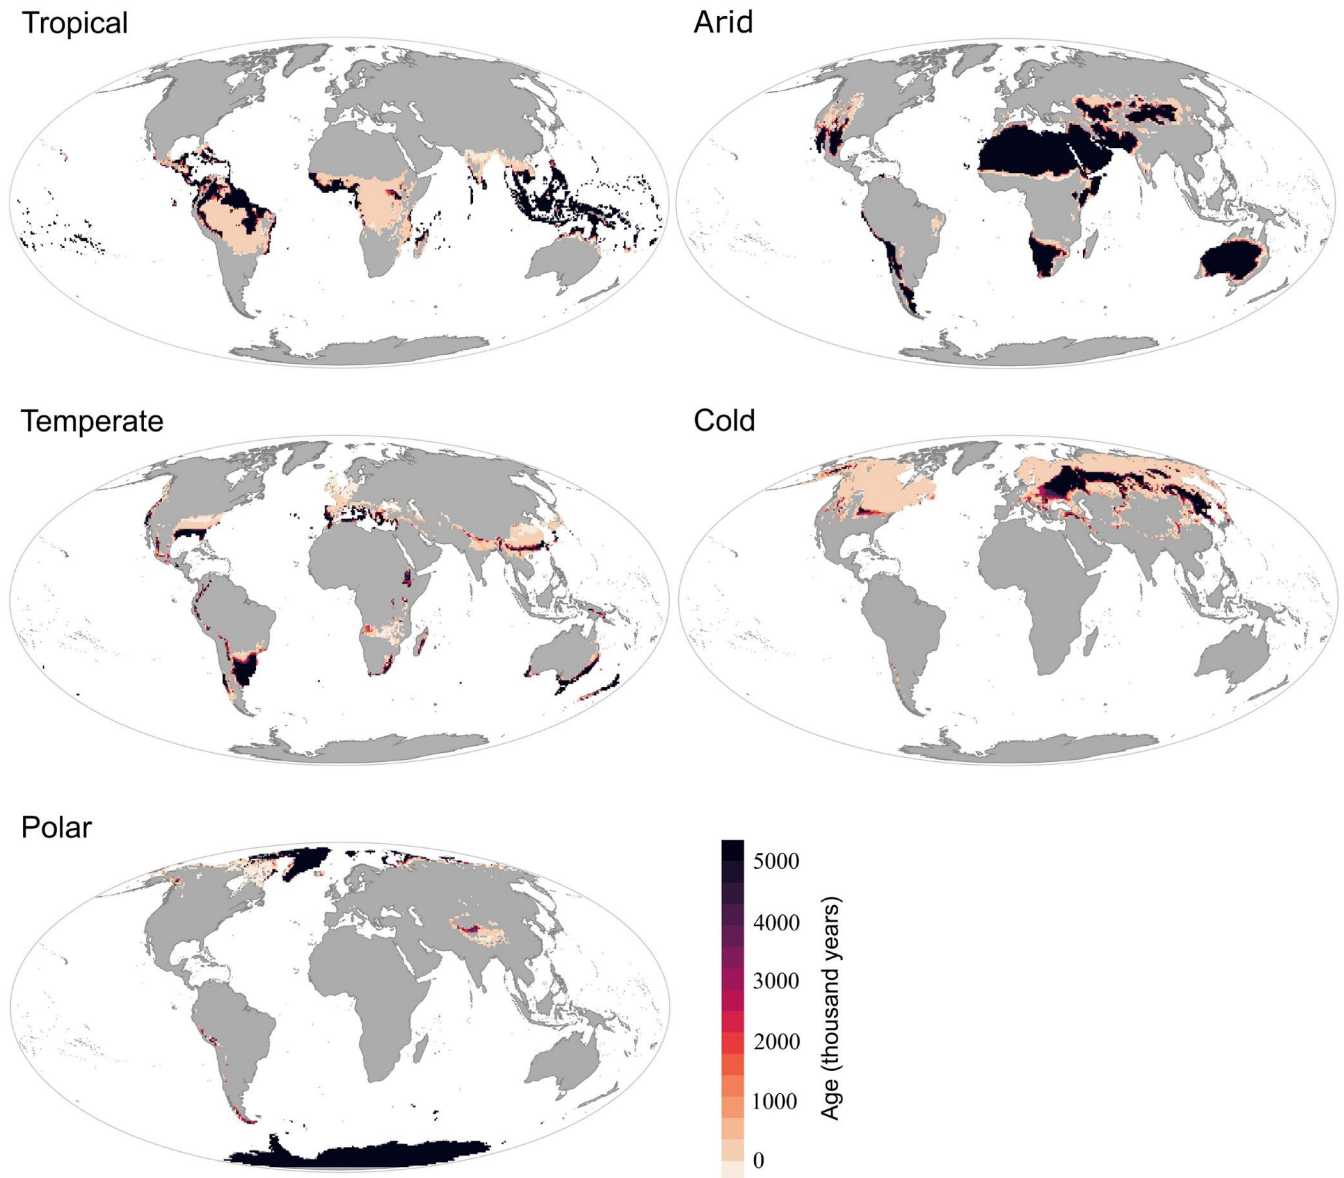 Tropical
Arid
Temperate
Cold
Polar
5000
4000
3000
2000
1000
0
Age (thousand years)